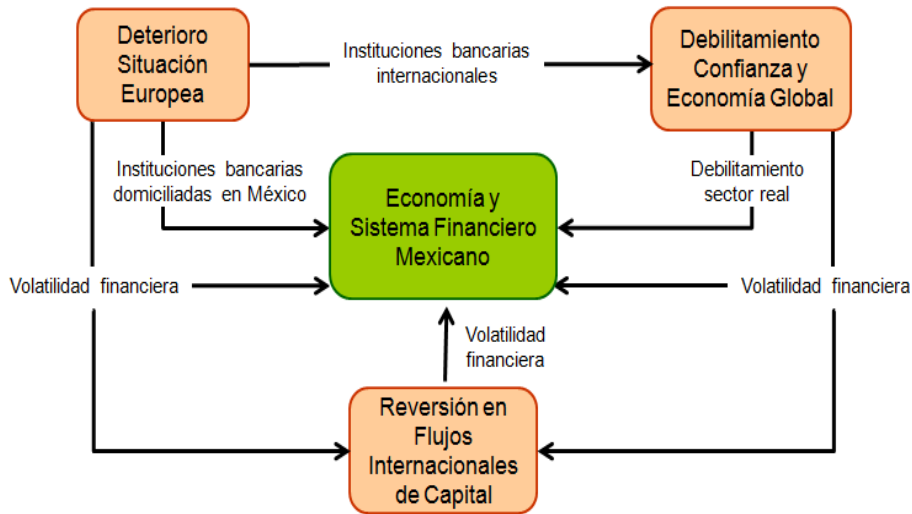 Deterioro
Situación
Europea
Instituciones bancarias
internacionales
Debilitamiento
Confianza y
Economía Global
Instituciones bancarias
domiciliadas en México
Economía y
Sistema Financiero
Mexicano
Debilitamiento
sector real
Volatilidad financiera
Volatilidad financiera
Volatilidad
financiera
Reversión en
Flujos
Internacionales
de Capital